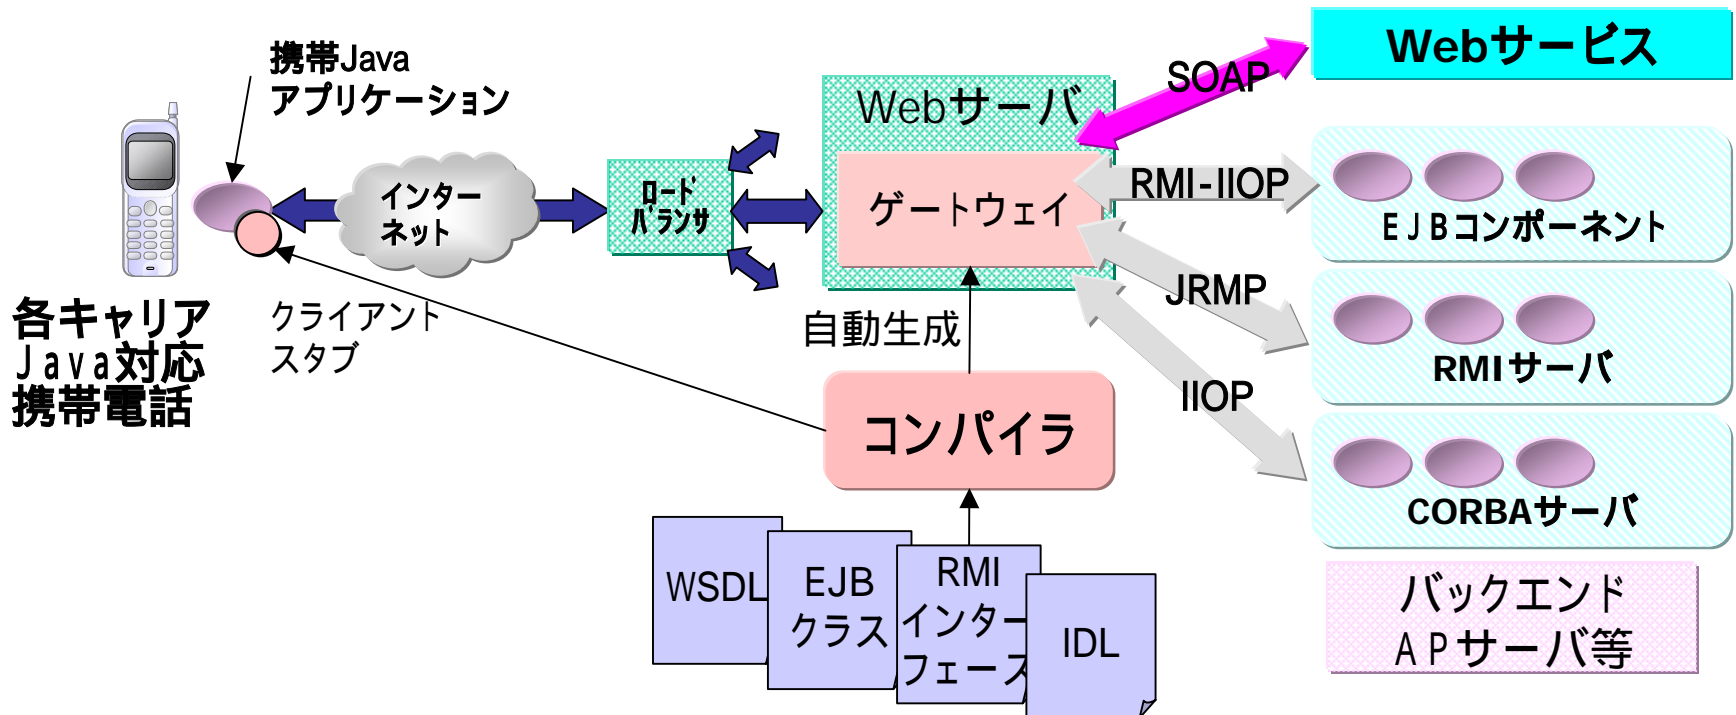 携帯Java
アプリケーション
インター
ネット
ﾛｰﾄﾞ
ﾊﾞﾗﾝｻ
Webサーバ
ゲートウェイ
SOAP
RMI-IIOP
JRMP
IIOP
Webサービス
EJBコンポーネント
RMIサーバ
CORBAサーバ
バックエンド
APサーバ等
各キャリア
Java対応
携帯電話
クライアント
スタブ
自動生成
コンパイラ
WSDL
EJB
クラス
RMI
インター
フェース
IDL